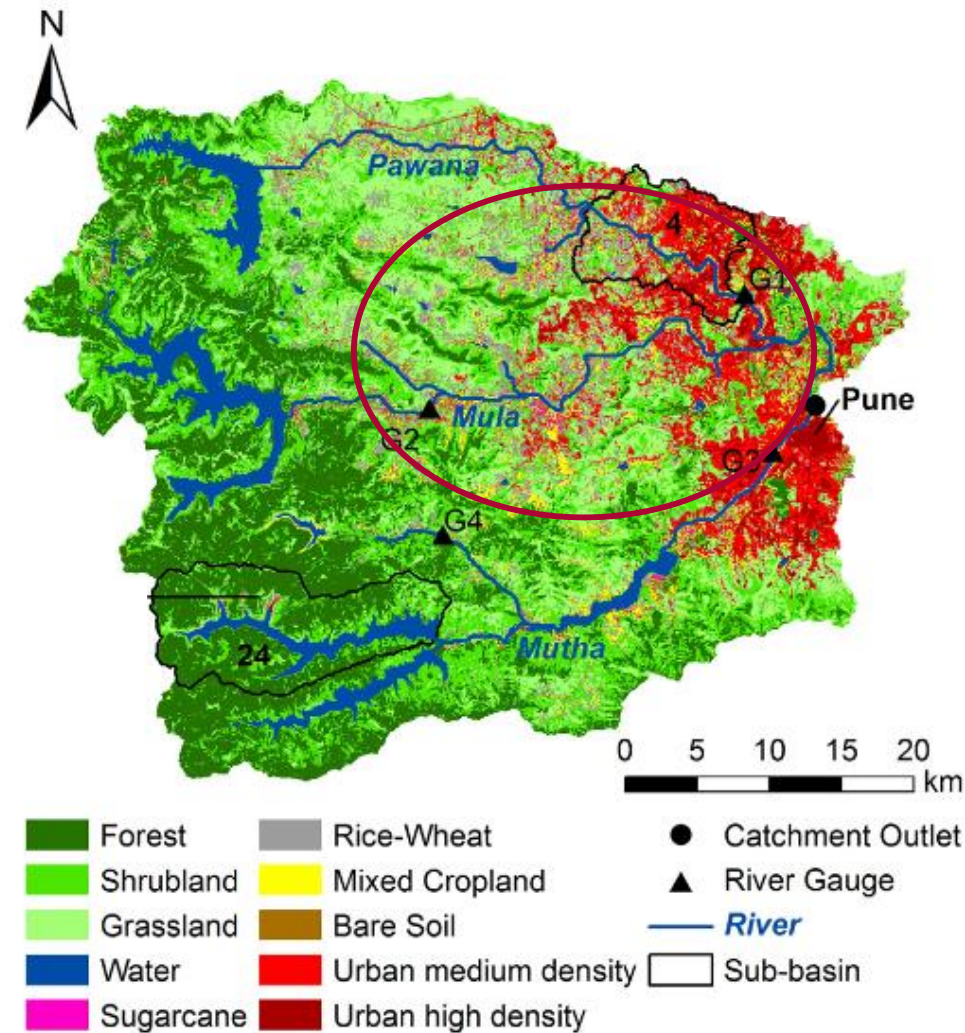 N
Pawana
4
G1
Pune
Mula
G2
G3
G4
24
Mutha
0 5 10 15 20
km
Forest
Shrubland
Grassland
Water
Sugarcane
Rice-Wheat
Mixed Cropland
Bare Soil
Urban medium density
Urban high density
Catchment Outlet
River Gauge
River
Sub-basin